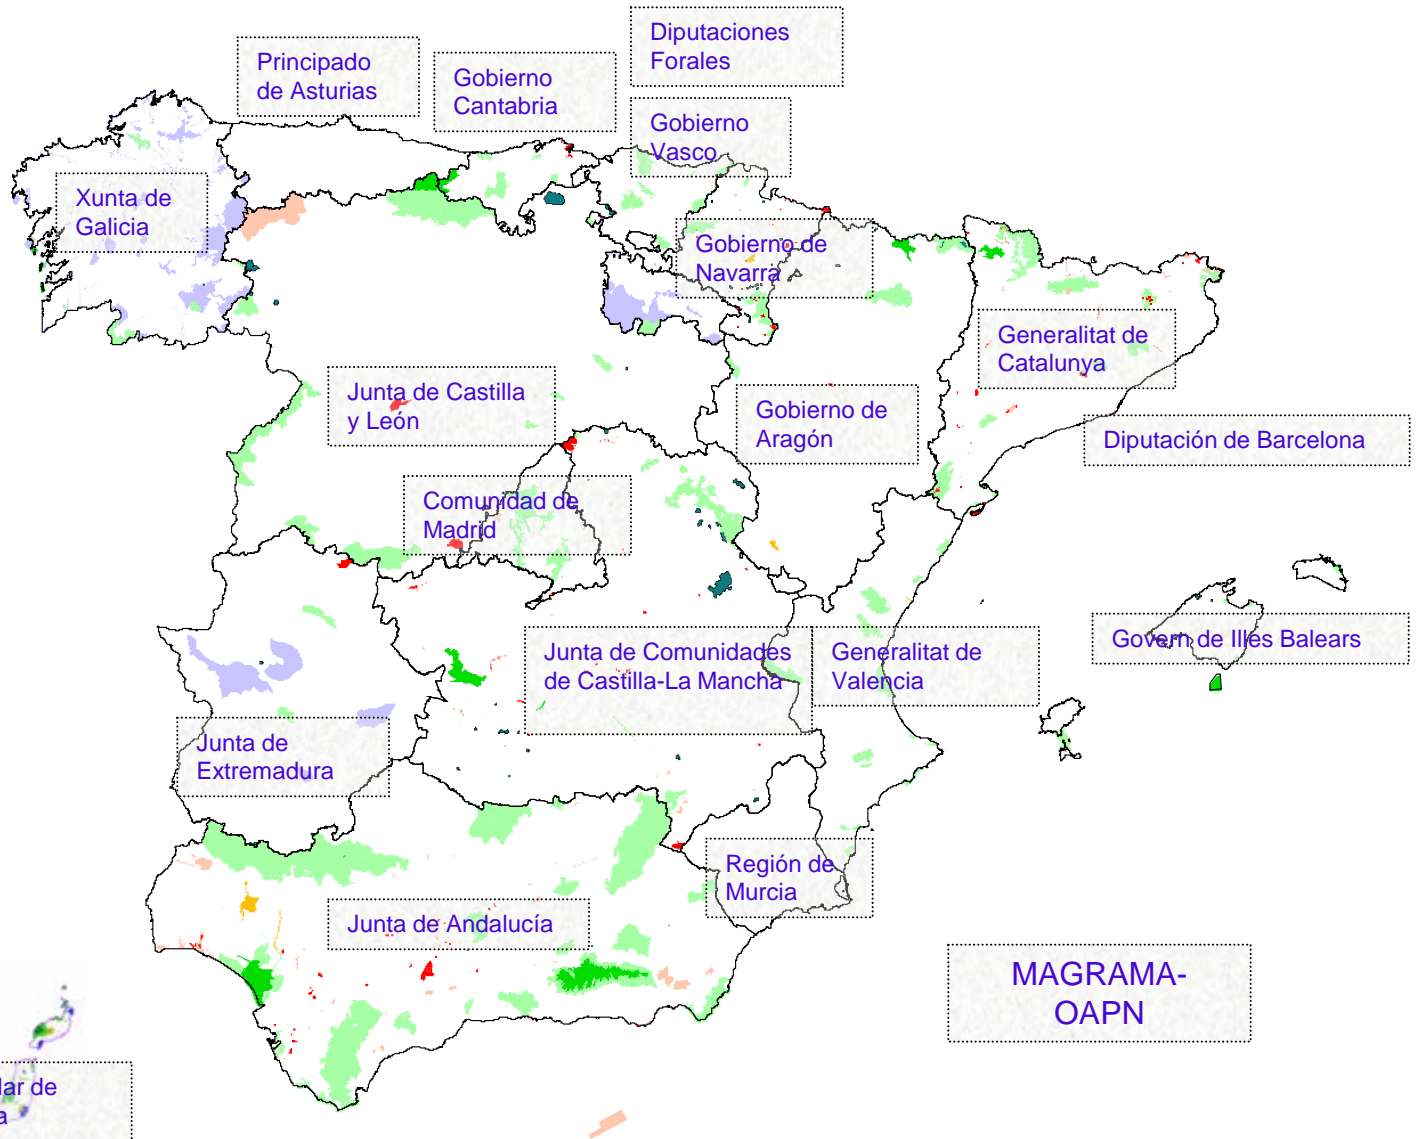 Diputaciones
Forales
Principado
de Asturias
Gobierno
Cantabria
Gobierno
Vasco
Xunta de
Galicia
Gobierno de
Navarra
Generalitat de
Catalunya
Junta de Castilla
y León
Gobierno de
Aragón
Diputación de Barcelona
Comunidad de
Madrid
Junta de Comunidades
de Castilla-La Mancha
Generalitat de
Valencia
Govern de Illes Balears
Junta de
Extremadura
Región de
Murcia
Junta de Andalucía
MAGRAMA-
OAPN
lar de
a